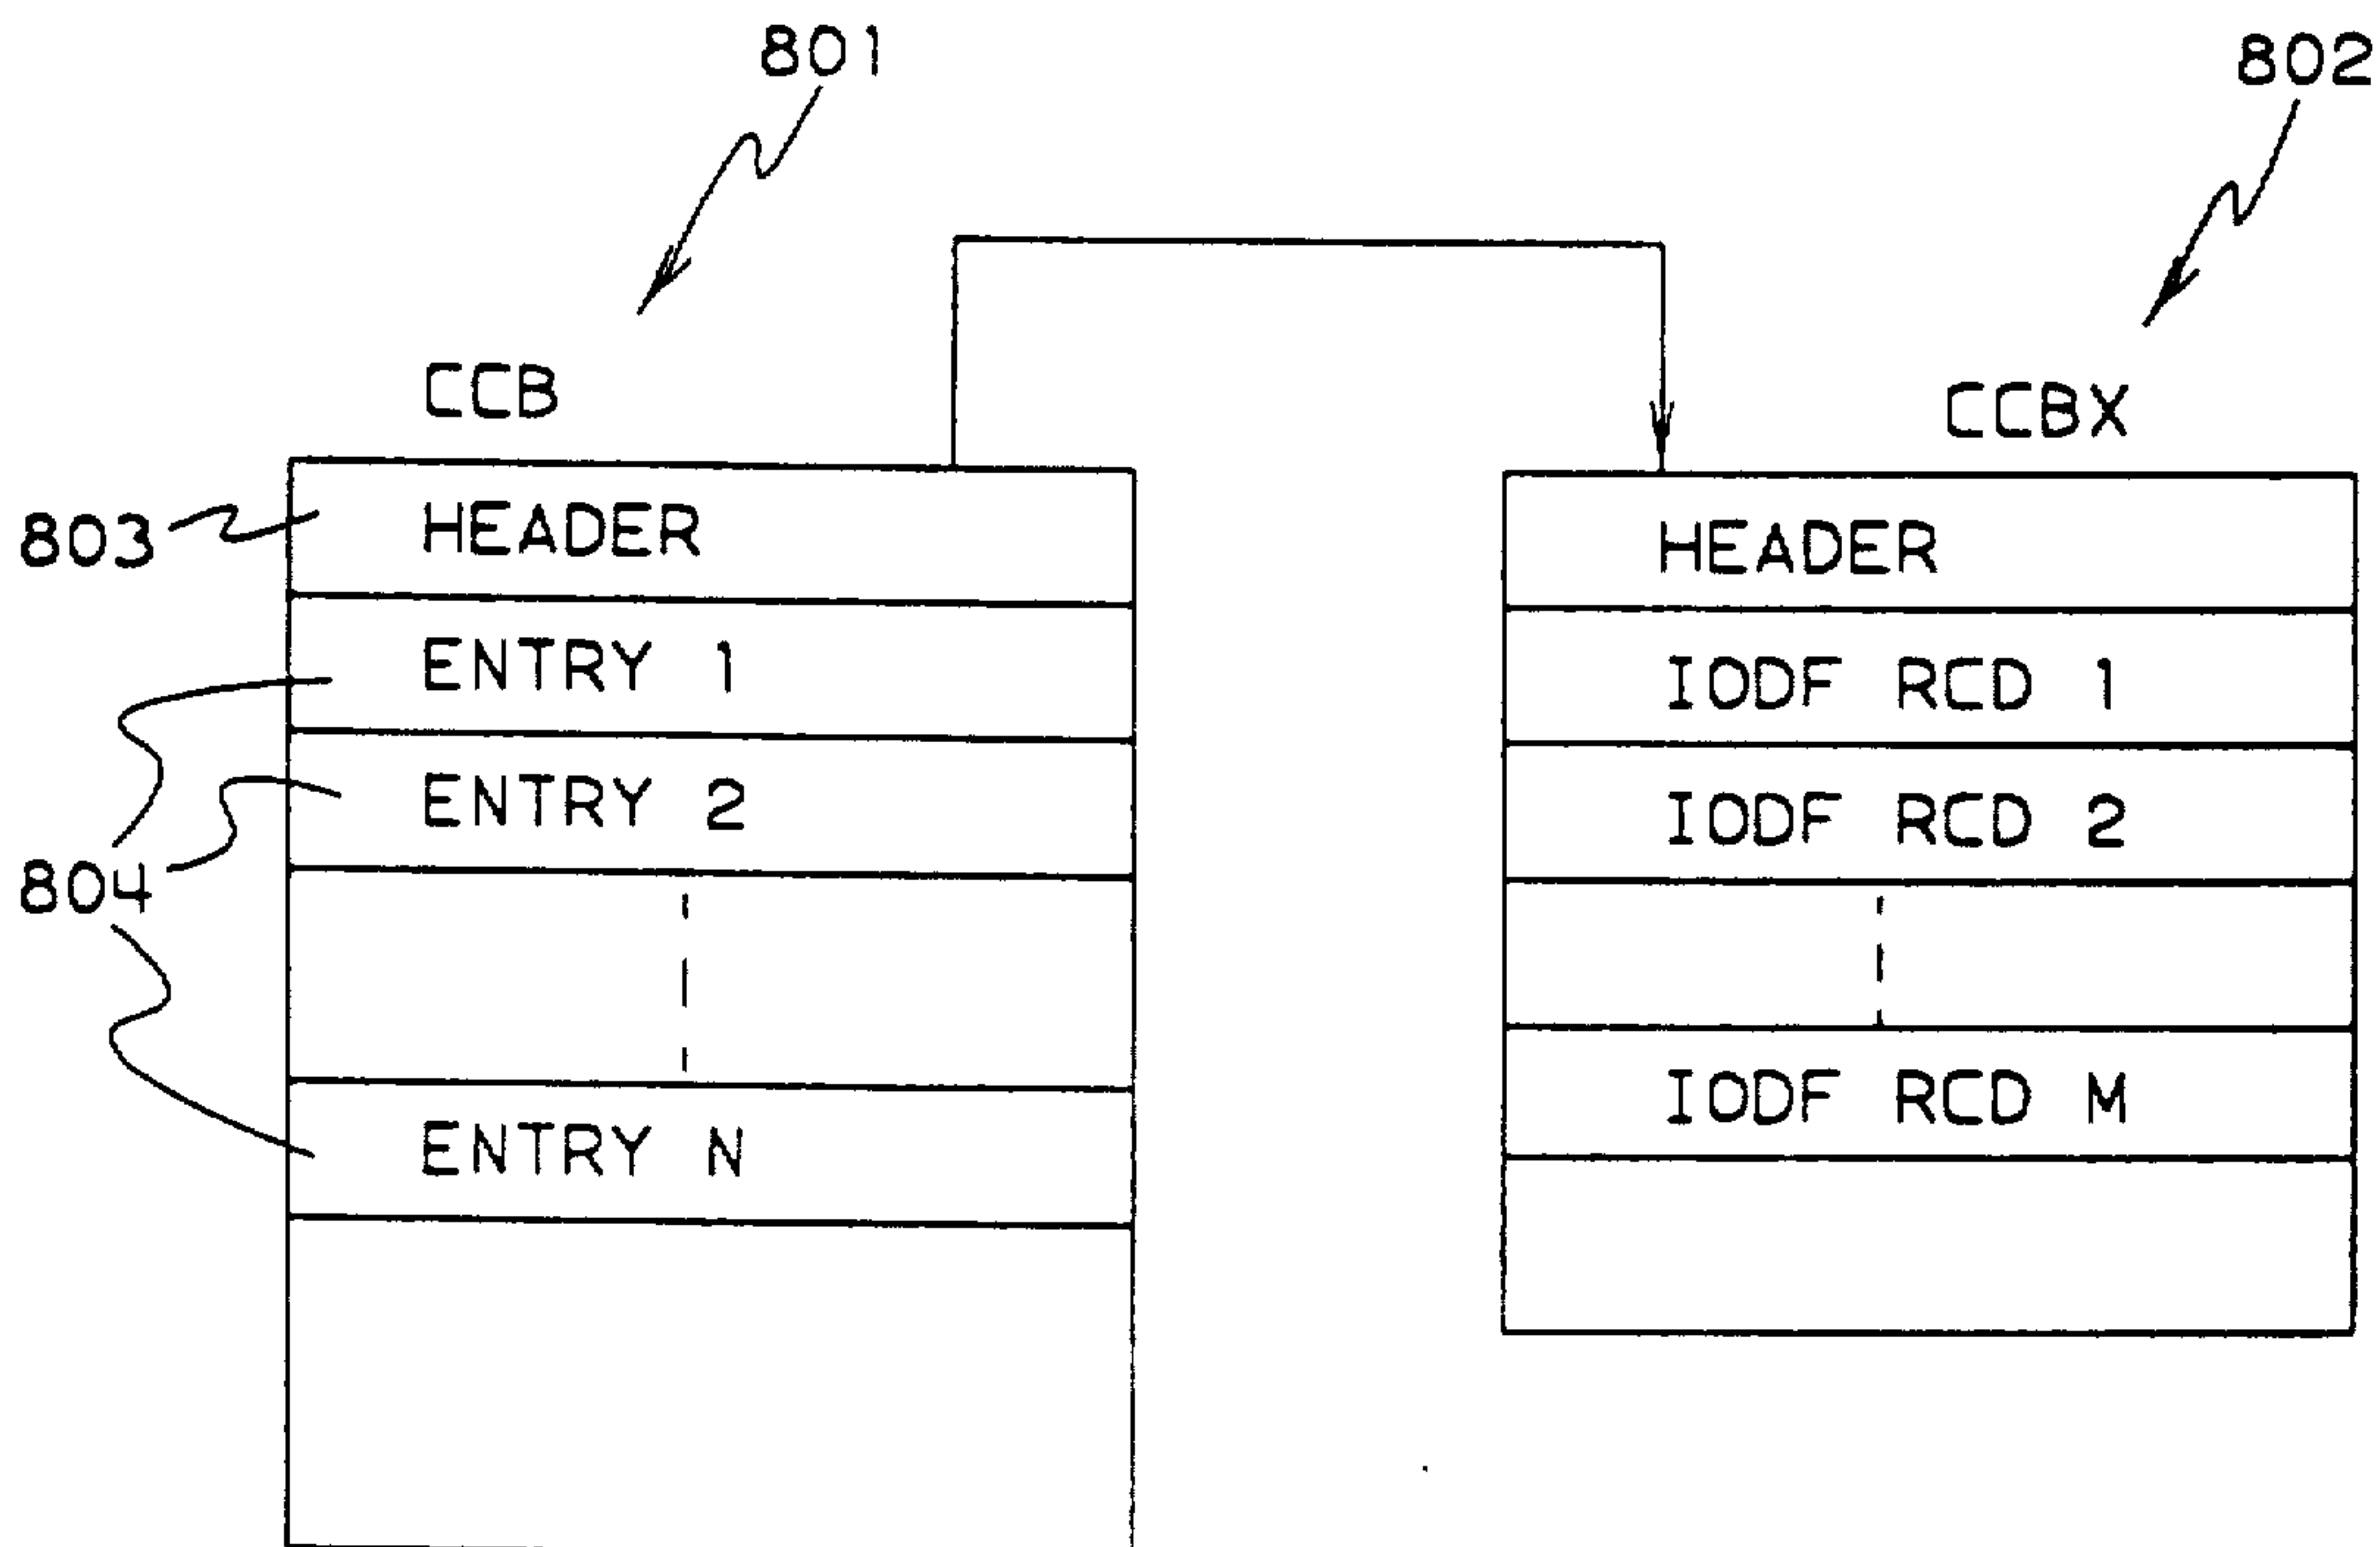 801
802
CCB
CCBX
803
HEADER
HEADER
ENTRY 1
IODF RCD 1
ENTRY 2
IODF RCD 2
804
ENTRY N
IODF RCD M